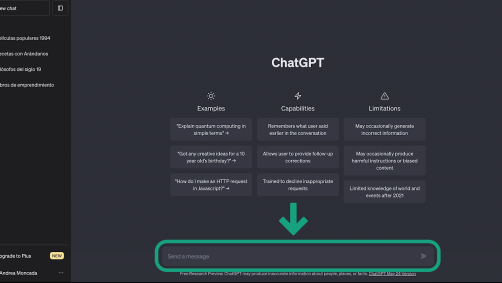 ew chat
elículas populares 1994
ecetas con Arándanos
ilósofos del siglo 19
bros de emprendimiento
pgrade to Plus
NEW
Andrea Moncada
ChatGPT
Examples
"Explain quantum computing in
simple terms" →
"Got any creative ideas for a 10
year old's birthday?" →
"How do I make an HTTP request
in Javascript?" →
Capabilities
Remembers what user said
earlier in the conversation
Allows user to provide follow-up
corrections
Trained to decline inappropriate
requests
Limitations
May occasionally generate
incorrect information
May occasionally produce
harmful instructions or biased
content
Limited knowledge of world and
events after 2021
Send a message
Free Research Preview. ChatGPT may produce inaccurate information about people, places, or facts. ChatGPT May 24 Version